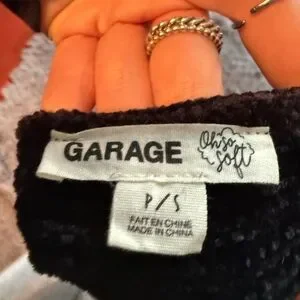 GARAGE
Oh so
soft
P/S
FAIT EN CHINE
MADE IN CHINA